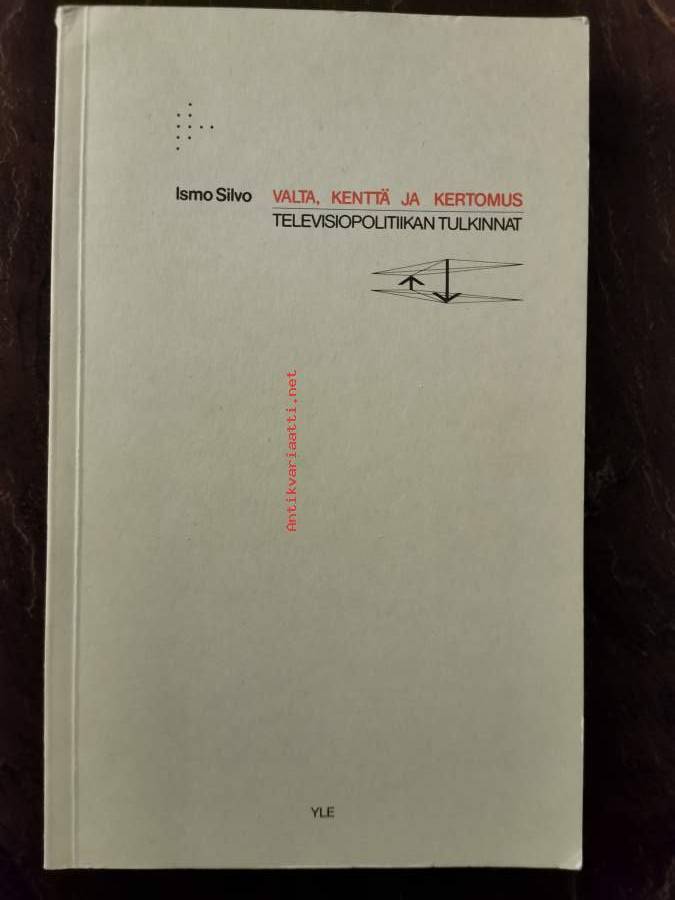 Ismo Silvo
VALTA, KENTTÄ JA KERTOMUS
TELEVISIOPOLITIIKAN TULKINNAT
Antikvariaatti.net
YLE